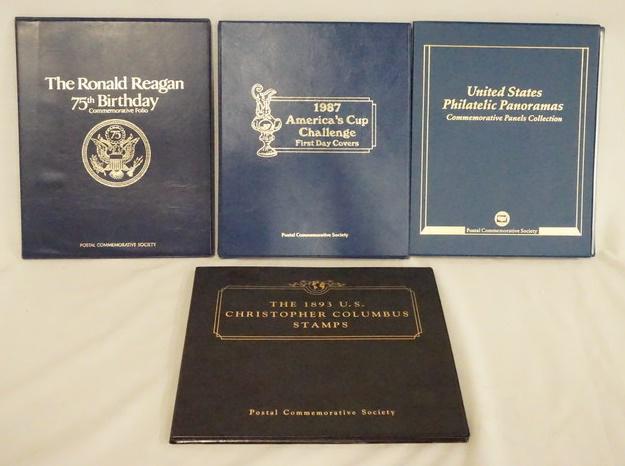 The Ronald Reagan
75th Birthday
Commemorative Folio
75
POSTAL COMMEMORATIVE SOCIETY
1987
America's Cup
Challenge
First Day Covers
Postal Commemorative Society
United States
Philatelic Panoramas
Commemorative Panels Collection
Postal Commemorative Society
THE 1893 U.S.
CHRISTOPHER COLUMBUS
STAMPS
Postal Commemorative Society